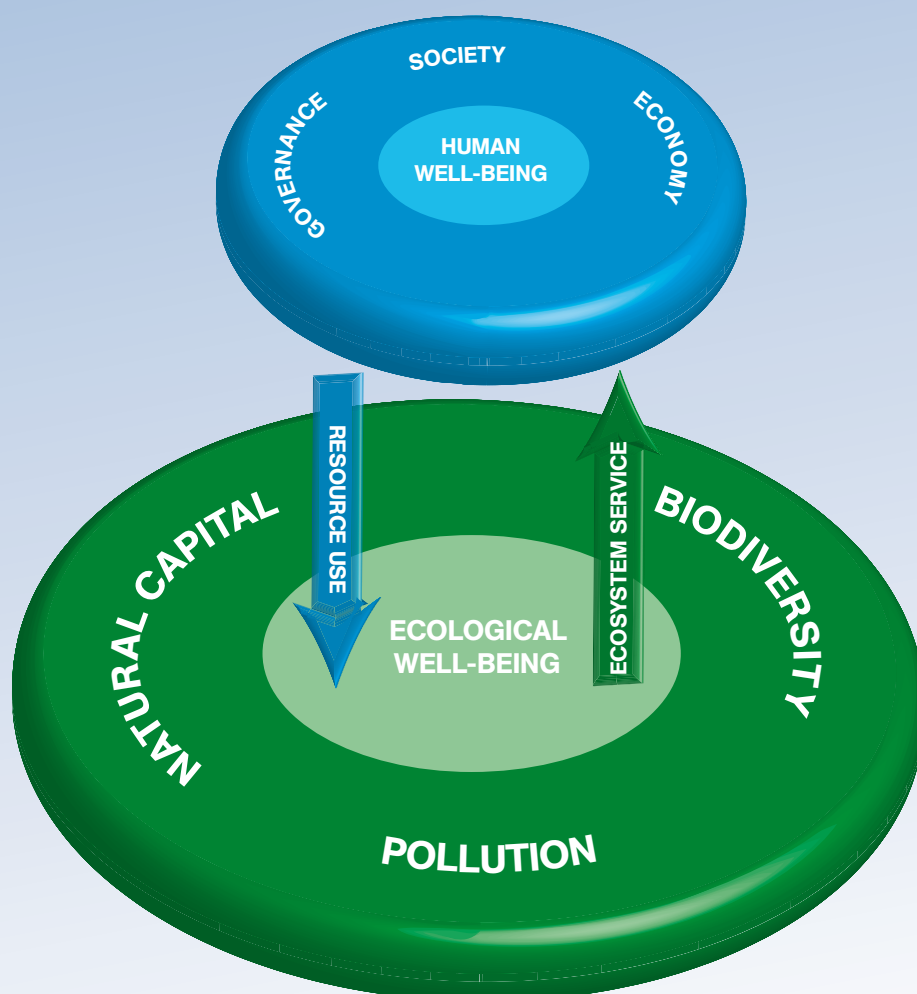 SOCIETY
GOVERNANCE
ECONOMY
HUMAN
WELL-BEING
RESOURCE USE
ECOSYSTEM SERVICE
NATURAL CAPITAL
BIODIVERSITY
ECOLOGICAL
WELL-BEING
POLLUTION